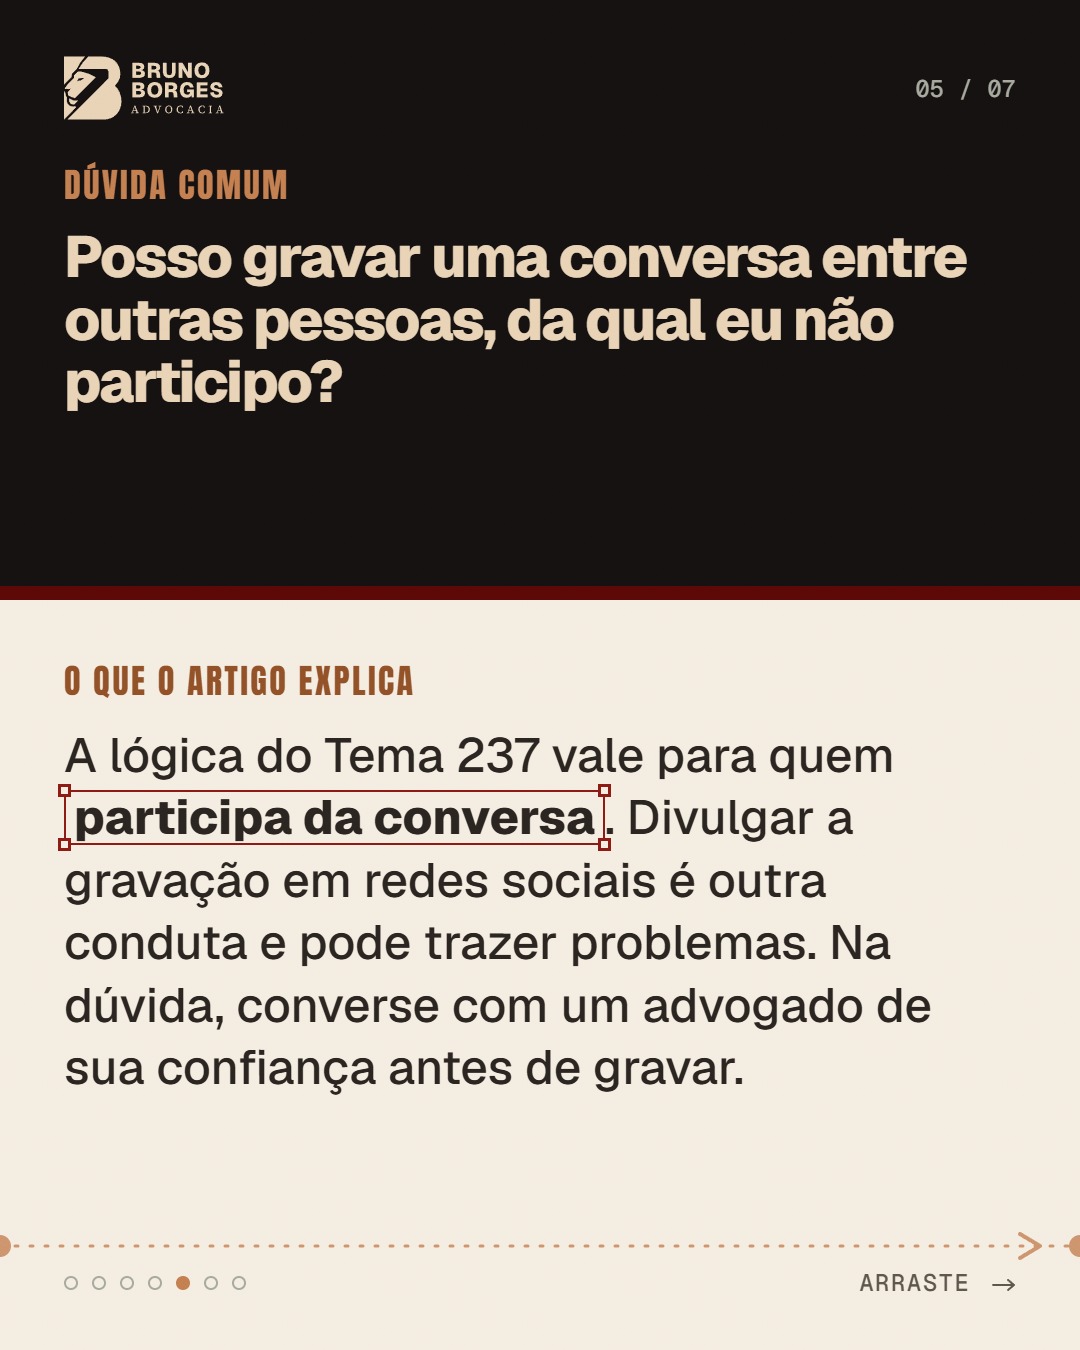 BRUNO
BORGES
ADVOCACIA
05 / 07
DÚVIDA COMUM
Posso gravar uma conversa entre
outras pessoas, da qual eu não
participo?
O QUE O ARTIGO EXPLICA
A lógica do Tema 237 vale para quem
participa da conversa. Divulgar a
gravação em redes sociais é outra
conduta e pode trazer problemas. Na
dúvida, converse com um advogado de
sua confiança antes de gravar.
ARRASTE →